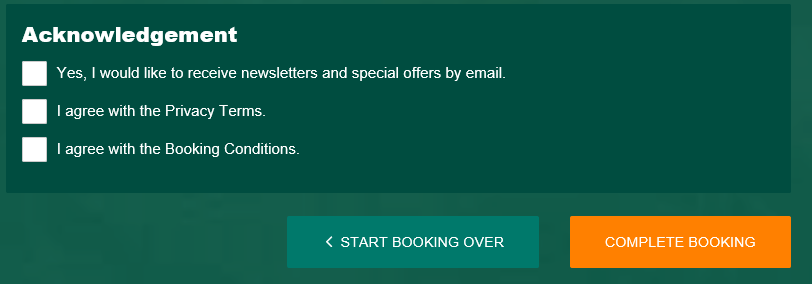 Acknowledgement
Yes, I would like to receive newsletters and special offers by email.
I agree with the Privacy Terms.
I agree with the Booking Conditions.
START BOOKING OVER
COMPLETE BOOKING